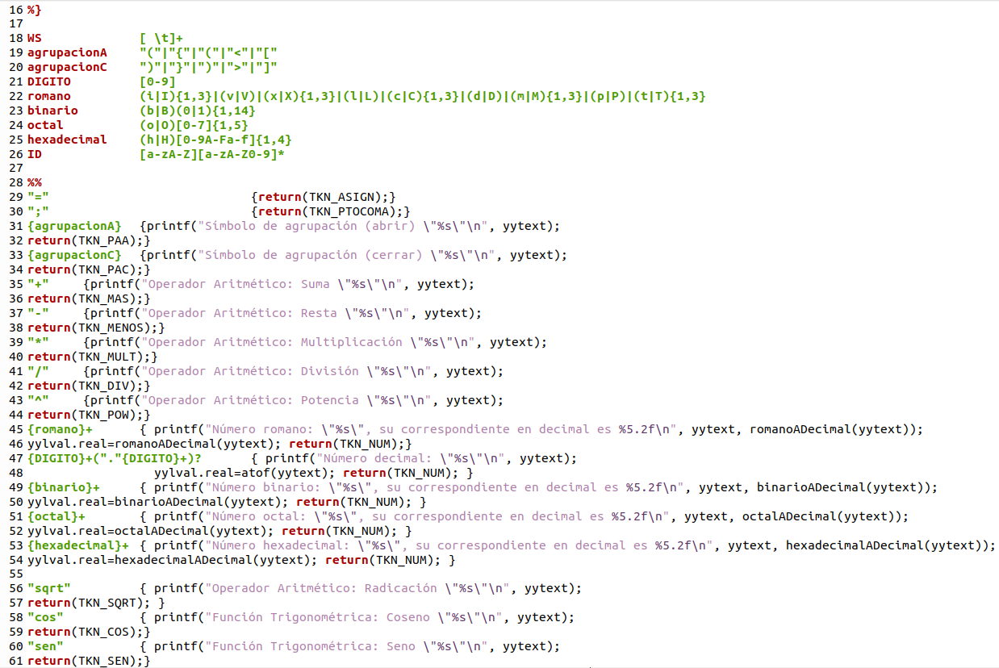 16 %}
17
18 WS [ \t]+
19 agrupacionA "("|"{"|"("|"<"|"["
20 agrupacionC ")"|"}"|")"|">"|"]"
21 DIGITO [0-9]
22 romano (i|I){1,3}|(v|V)|(x|X){1,3}|(l|L)|(c|C){1,3}|(d|D)|(m|M){1,3}|(p|P)|(t|T){1,3}
23 binario (b|B)(0|1){1,14}
24 octal (o|O)[0-7]{1,5}
25 hexadecimal (h|H)[0-9A-Fa-f]{1,4}
26 ID [a-zA-Z][a-zA-Z0-9]*
27
28 %%
29 "=" {return(TKN_ASIGN);}
30 ";" {return(TKN_PTOCOMA);}
31 {agrupacionA} {printf("Símbolo de agrupación (abrir) \"%s\"\n", yytext);
32 return(TKN_PAA);}
33 {agrupacionC} {printf("Símbolo de agrupación (cerrar) \"%s\"\n", yytext);
34 return(TKN_PAC);}
35 "+" {printf("Operador Aritmético: Suma \"%s\"\n", yytext);
36 return(TKN_MAS);}
37 "-" {printf("Operador Aritmético: Resta \"%s\"\n", yytext);
38 return(TKN_MENOS);}
39 "*" {printf("Operador Aritmético: Multiplicación \"%s\"\n", yytext);
40 return(TKN_MULT);}
41 "/" {printf("Operador Aritmético: División \"%s\"\n", yytext);
42 return(TKN_DIV);}
43 "^" {printf("Operador Aritmético: Potencia \"%s\"\n", yytext);
44 return(TKN_POW);}
45 {romano}+ { printf("Número romano: \"%s\", su correspondiente en decimal es %5.2f\n", yytext, romanoADecimal(yytext));
46 yylval.real=romanoADecimal(yytext); return(TKN_NUM);}
47 {DIGITO}+("."{DIGITO}+)? { printf("Número decimal: \"%s\"\n", yytext);
48 yylval.real=atof(yytext); return(TKN_NUM); }
49 {binario}+ { printf("Número binario: \"%s\", su correspondiente en decimal es %5.2f\n", yytext, binarioADecimal(yytext));
50 yylval.real=binarioADecimal(yytext); return(TKN_NUM); }
51 {octal}+ { printf("Número octal: \"%s\", su correspondiente en decimal es %5.2f\n", yytext, octalADecimal(yytext));
52 yylval.real=octalADecimal(yytext); return(TKN_NUM); }
53 {hexadecimal}+ { printf("Número hexadecimal: \"%s\", su correspondiente en decimal es %5.2f\n", yytext, hexadecimalADecimal(yytext));
54 yylval.real=hexadecimalADecimal(yytext); return(TKN_NUM); }
55
56 "sqrt" { printf("Operador Aritmético: Radicación \"%s\"\n", yytext);
57 return(TKN_SQRT); }
58 "cos" { printf("Función Trigonométrica: Coseno \"%s\"\n", yytext);
59 return(TKN_COS);}
60 "sen" { printf("Función Trigonométrica: Seno \"%s\"\n", yytext);
61 return(TKN_SEN);}